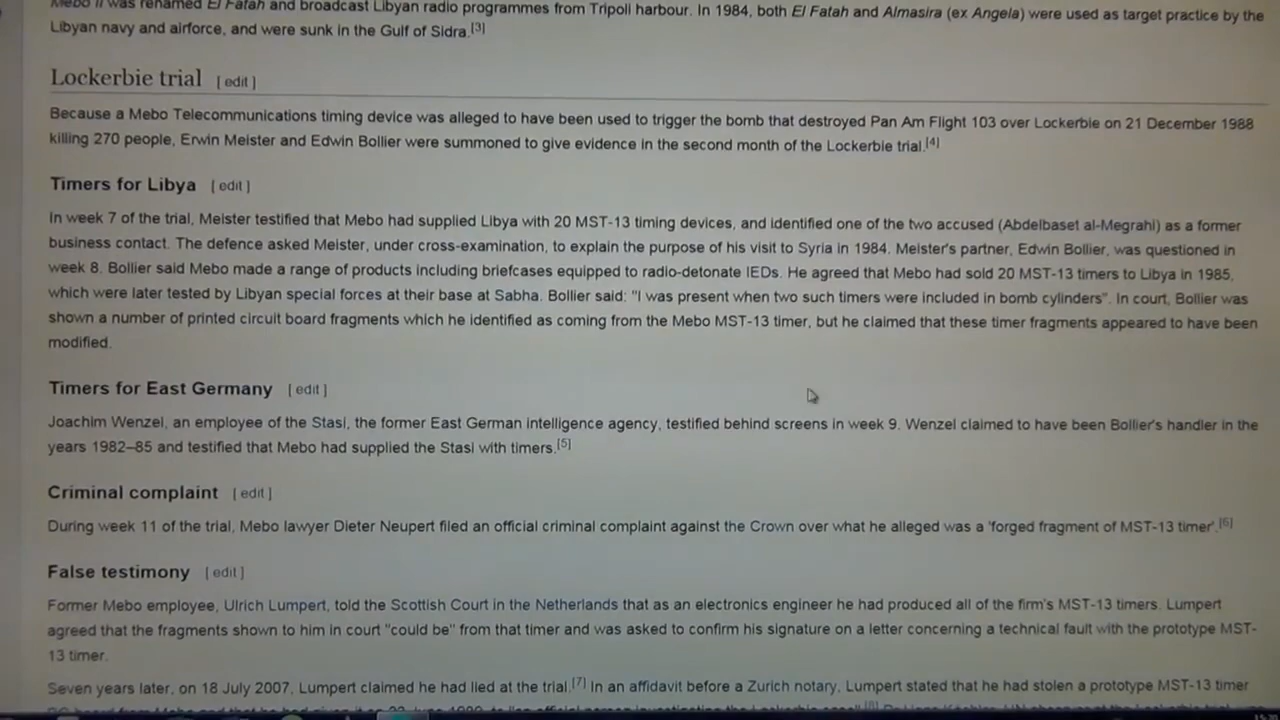 Mebo II was renamed El Fatah and broadcast Libyan radio programmes from Tripoli harbour. In 1984, both El Fatah and Almasira (ex Angela) were used as target practice by the
Libyan navy and airforce, and were sunk in the Gulf of Sidra.[3]
Lockerbie trial [ edit ]
Because a Mebo Telecommunications timing device was alleged to have been used to trigger the bomb that destroyed Pan Am Flight 103 over Lockerbie on 21 December 1988
killing 270 people, Erwin Meister and Edwin Bollier were summoned to give evidence in the second month of the Lockerbie trial.[4]
Timers for Libya [ edit ]
In week 7 of the trial, Meister testified that Mebo had supplied Libya with 20 MST-13 timing devices, and identified one of the two accused (Abdelbaset al-Megrahi) as a former
business contact. The defence asked Meister, under cross-examination, to explain the purpose of his visit to Syria in 1984. Meister's partner, Edwin Bollier, was questioned in
week 8. Bollier said Mebo made a range of products including briefcases equipped to radio-detonate IEDs. He agreed that Mebo had sold 20 MST-13 timers to Libya in 1985,
which were later tested by Libyan special forces at their base at Sabha. Bollier said: "I was present when two such timers were included in bomb cylinders". In court, Bollier was
shown a number of printed circuit board fragments which he identified as coming from the Mebo MST-13 timer, but he claimed that these timer fragments appeared to have been
modified.
Timers for East Germany [ edit ]
Joachim Wenzel, an employee of the Stasi, the former East German intelligence agency, testified behind screens in week 9. Wenzel claimed to have been Bollier's handler in the
years 1982–85 and testified that Mebo had supplied the Stasi with timers.[5]
Criminal complaint [ edit ]
During week 11 of the trial, Mebo lawyer Dieter Neupert filed an official criminal complaint against the Crown over what he alleged was a 'forged fragment of MST-13 timer'.[6]
False testimony [ edit ]
Former Mebo employee, Ulrich Lumpert, told the Scottish Court in the Netherlands that as an electronics engineer he had produced all of the firm's MST-13 timers. Lumpert
agreed that the fragments shown to him in court "could be" from that timer and was asked to confirm his signature on a letter concerning a technical fault with the prototype MST-
13 timer.
Seven years later, on 18 July 2007, Lumpert claimed he had lied at the trial.[7] In an affidavit before a Zurich notary, Lumpert stated that he had stolen a prototype MST-13 timer